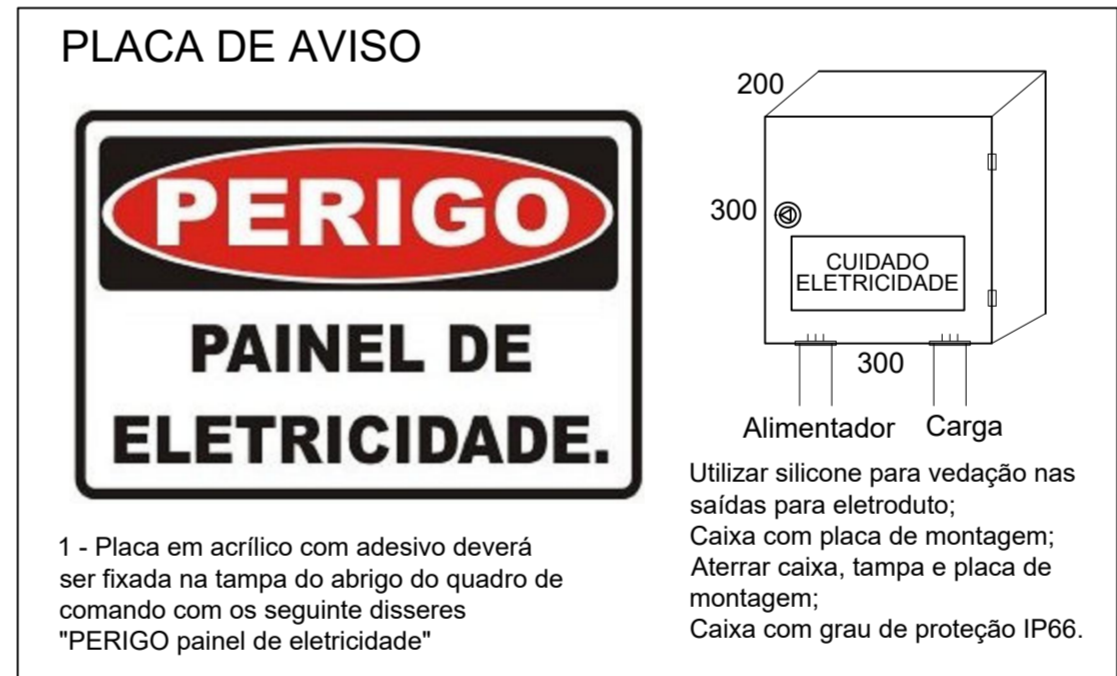 PLACA DE AVISO
PERIGO
PAINEL DE
ELETRICIDADE.
1 - Placa em acrílico com adesivo deverá
ser fixada na tampa do abrigo do quadro de
comando com os seguinte disseres
"PERIGO painel de eletricidade"
200
300
CUIDADO
ELETRICIDADE
300
Alimentador Carga
Utilizar silicone para vedação nas
saídas para eletroduto;
Caixa com placa de montagem;
Aterrar caixa, tampa e placa de
montagem;
Caixa com grau de proteção IP66.